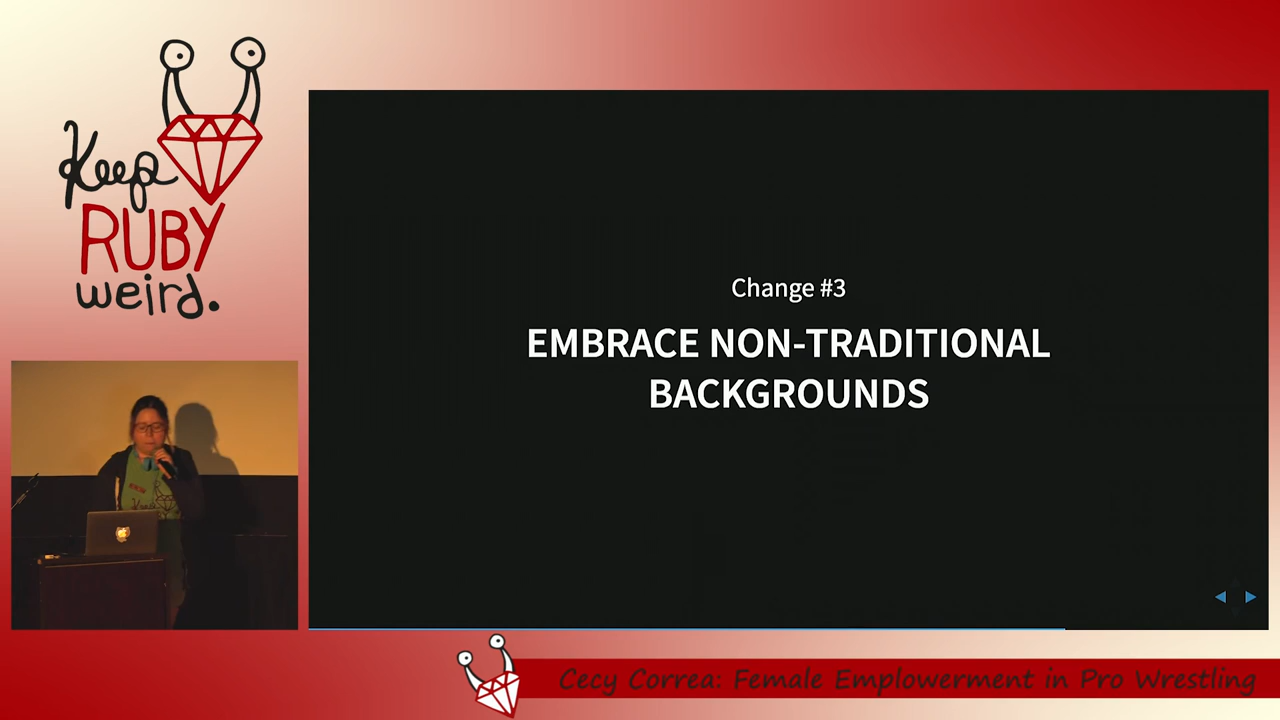 Keep
RUBY
weird.
Change #3
EMBRACE NON-TRADITIONAL
BACKGROUNDS
Cecy Correa: Female Emplowerment in Pro Wrestling